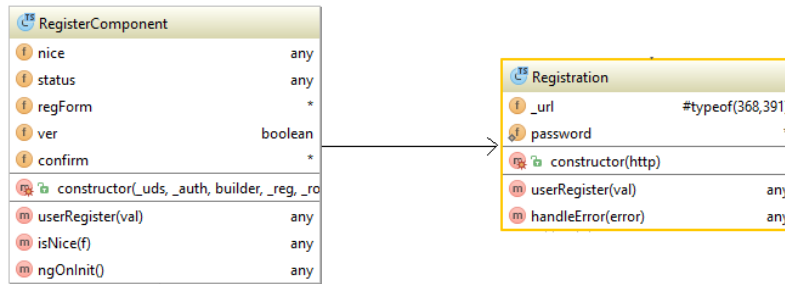 RegisterComponent
nice any
status any
regForm *
ver boolean
confirm *
constructor(_uds, _auth, builder, _reg, _ro
userRegister(val) any
isNice(f) any
ngOnInit() any
Registration
_url #typeof(368,391)
password *
constructor(http)
userRegister(val) any
handleError(error) any